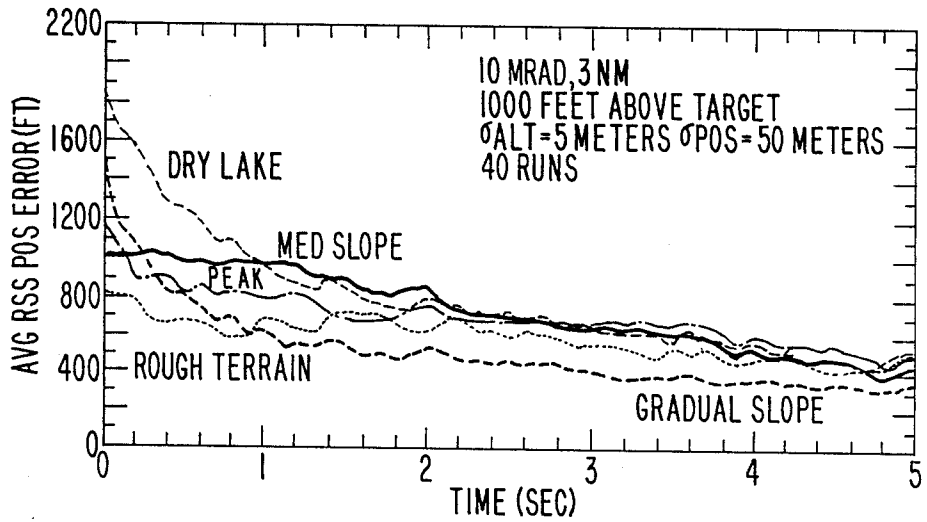 2200
1600
1200
800
400
0
AVG RSS POS ERROR (FT)
10 MRAD, 3 NM
1000 FEET ABOVE TARGET
σALT=5 METERS σPOS=50 METERS
40 RUNS
DRY LAKE
MED SLOPE
PEAK
ROUGH TERRAIN
GRADUAL SLOPE
0 1 2 3 4 5
TIME (SEC)